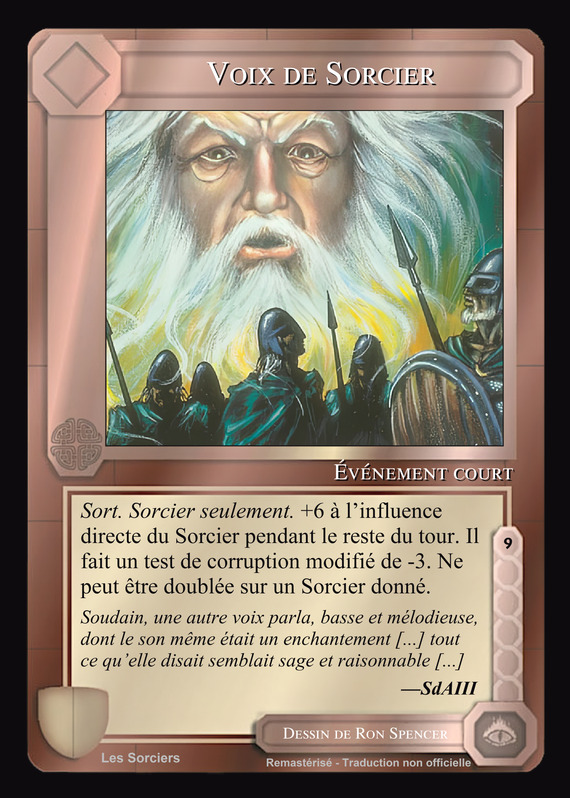 Voix de Sorcier
Événement court
Sort. Sorcier seulement. +6 à l’influence
directe du Sorcier pendant le reste du tour. Il
fait un test de corruption modifié de -3. Ne
peut être doublée sur un Sorcier donné.
9
Soudain, une autre voix parla, basse et mélodieuse,
dont le son même était un enchantement [...] tout
ce qu’elle disait semblait sage et raisonnable [...]
—SdAIII
Dessin de Ron Spencer
Les Sorciers
Remastérisé - Traduction non officielle